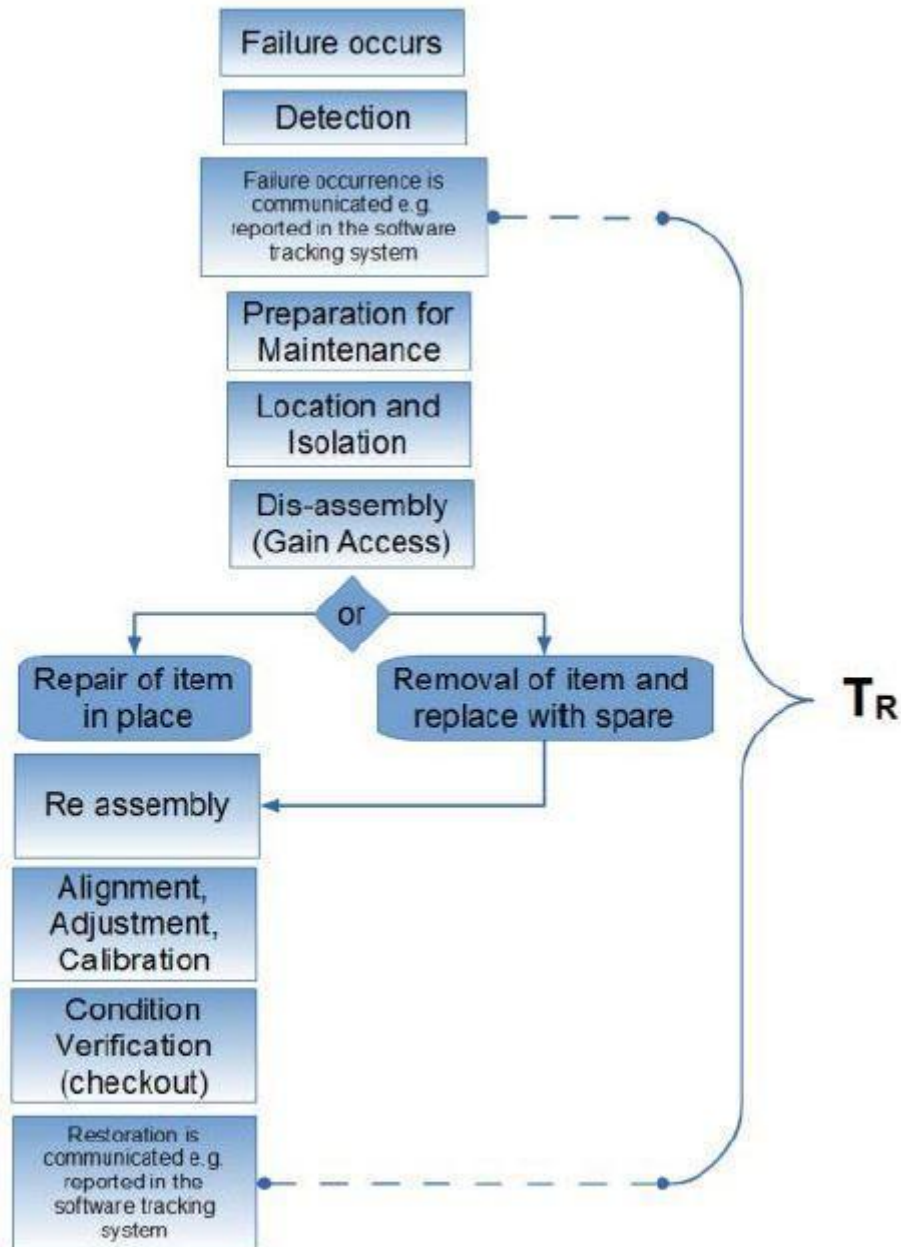 Failure occurs
Detection
Failure occurrence is
communicated e.g.
reported in the software
tracking system
Preparation for
Maintenance
Location and
Isolation
Dis-assembly
(Gain Access)
or
Repair of item
in place
Removal of item and
replace with spare
TR
Re assembly
Alignment,
Adjustment,
Calibration
Condition
Verification
(checkout)
Restoration is
communicated e.g.
reported in the
software tracking
system